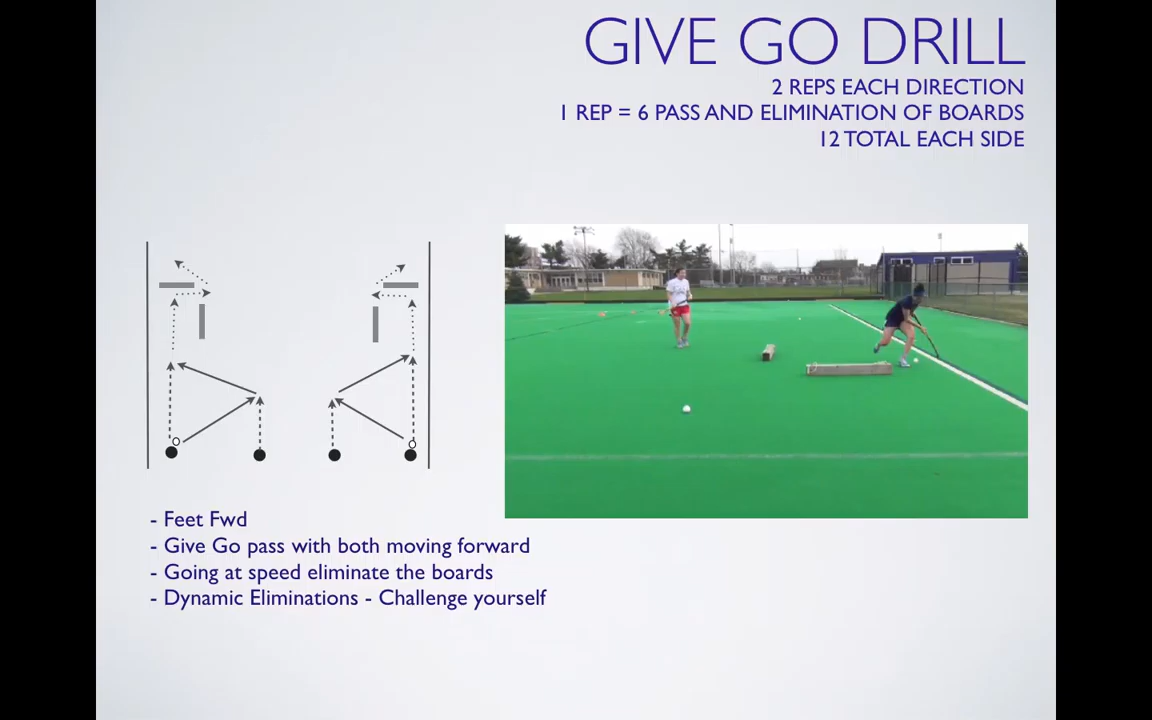 GIVE GO DRILL
2 REPS EACH DIRECTION
1 REP = 6 PASS AND ELIMINATION OF BOARDS
12 TOTAL EACH SIDE
- Feet Fwd
- Give Go pass with both moving forward
- Going at speed eliminate the boards
- Dynamic Eliminations - Challenge yourself